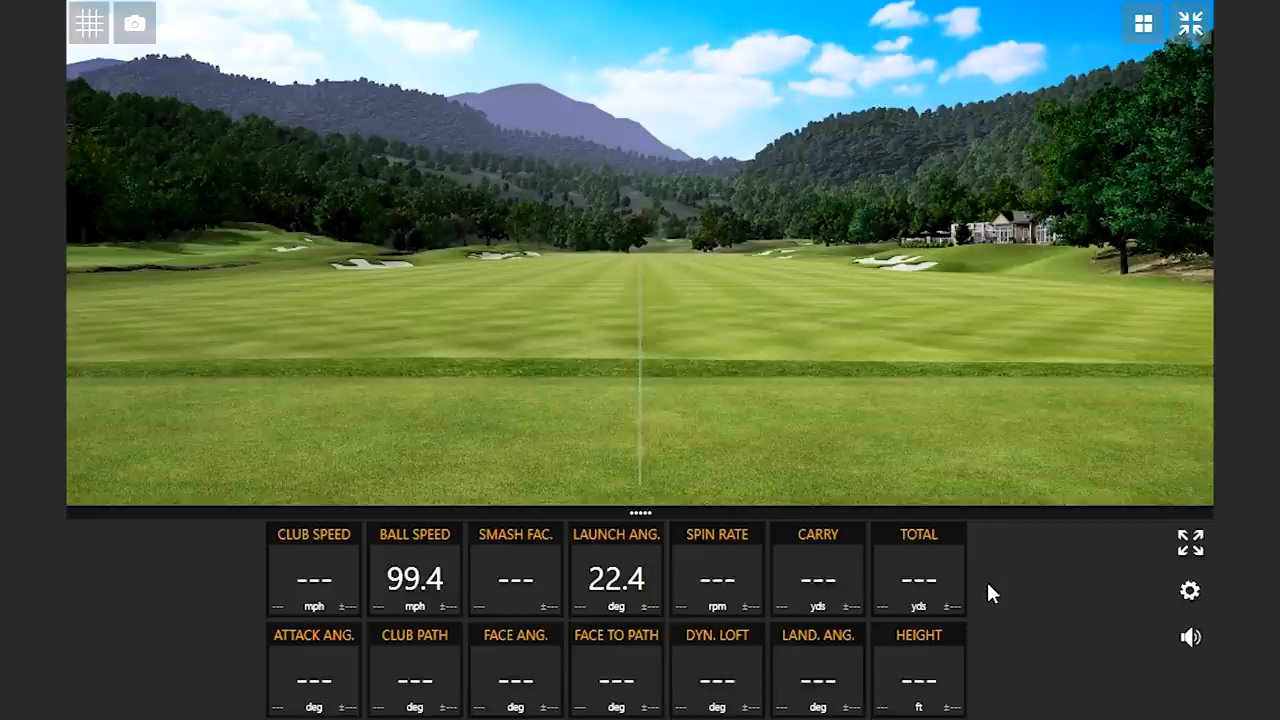 CLUB SPEED BALL SPEED SMASH FAC. LAUNCH ANG. SPIN RATE CARRY TOTAL
--- 99.4 --- 22.4 --- --- ---
--- mph ±--- --- mph ±--- --- ±--- --- deg ±--- --- rpm ±--- --- yds ±--- --- yds ±---
ATTACK ANG. CLUB PATH FACE ANG. FACE TO PATH DYN. LOFT LAND. ANG. HEIGHT
--- --- --- --- --- --- ---
--- deg ±--- --- deg ±--- --- deg ±--- --- deg ±--- --- deg ±--- --- deg ±--- --- ft ±---